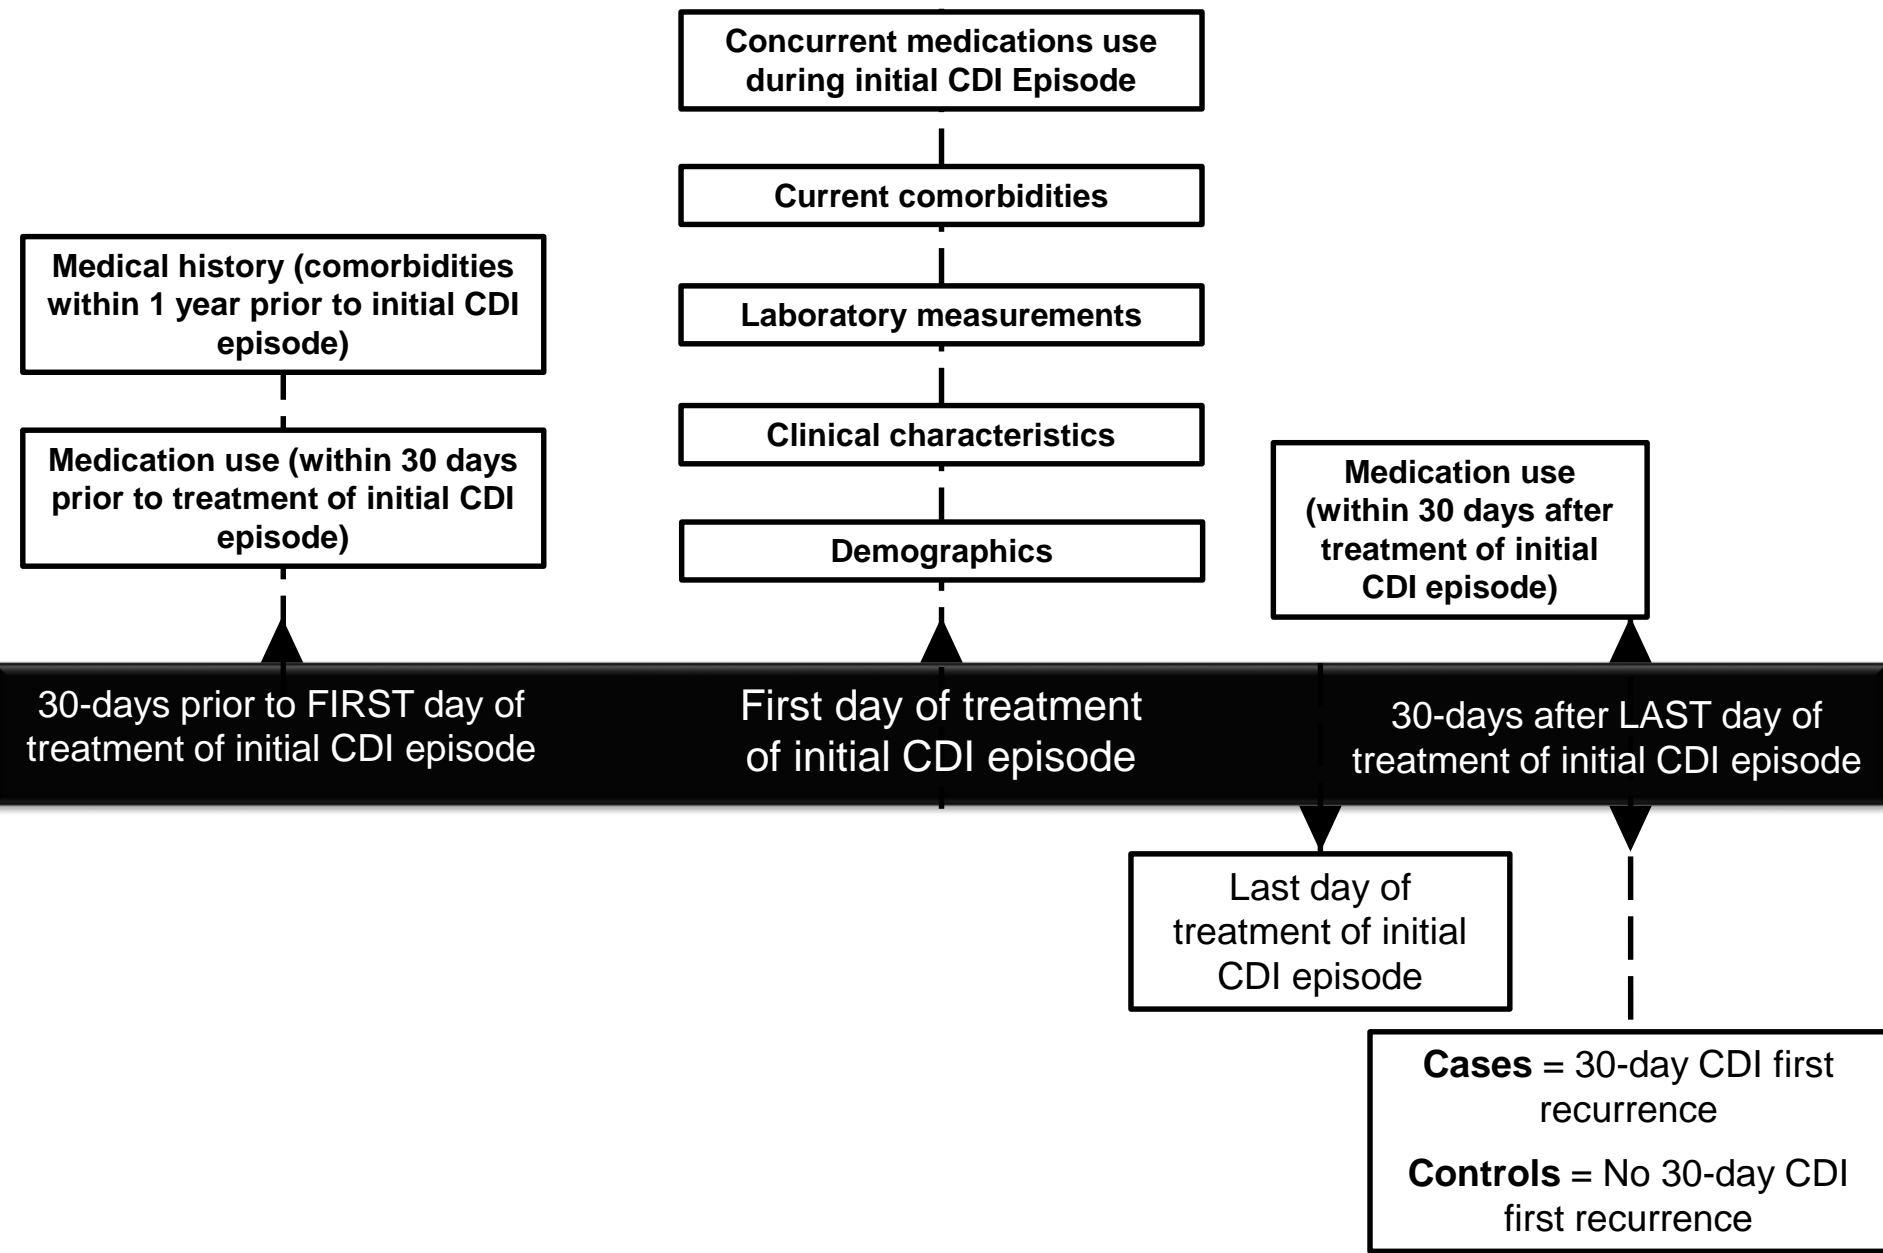 Concurrent medications use
during initial CDI Episode
Current comorbidities
Medical history (comorbidities
within 1 year prior to initial CDI
episode)
Laboratory measurements
Clinical characteristics
Medication use (within 30 days
prior to treatment of initial CDI
episode)
Medication use
(within 30 days after
treatment of initial
CDI episode)
Demographics
30-days prior to FIRST day of
treatment of initial CDI episode
First day of treatment
of initial CDI episode
30-days after LAST day of
treatment of initial CDI episode
Last day of
treatment of initial
CDI episode
Cases = 30-day CDI first
recurrence
Controls = No 30-day CDI
first recurrence